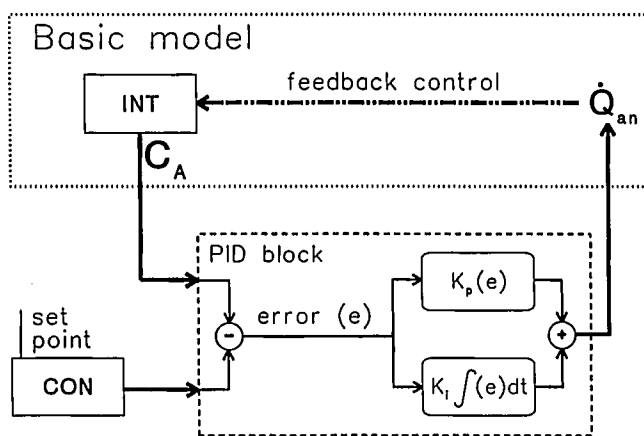 Basic model
INT
feedback control
Q̇an
CA
PID block
Kp(e)
error (e)
-
+
set
point
CON
KI ∫(e)dt